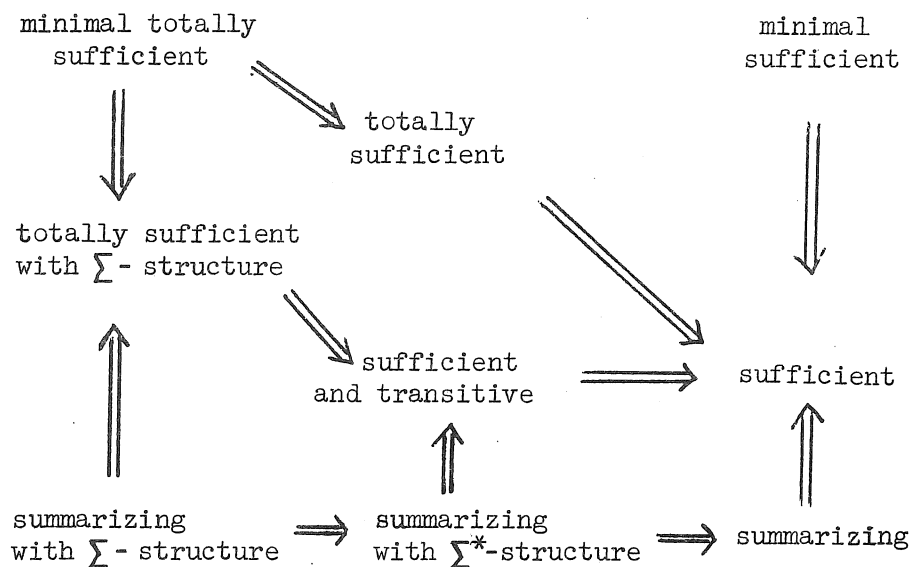 minimal totally
sufficient
minimal
sufficient
totally
sufficient
totally sufficient
with Σ - structure
sufficient
and transitive
sufficient
summarizing
with Σ - structure
summarizing
with Σ*-structure
summarizing